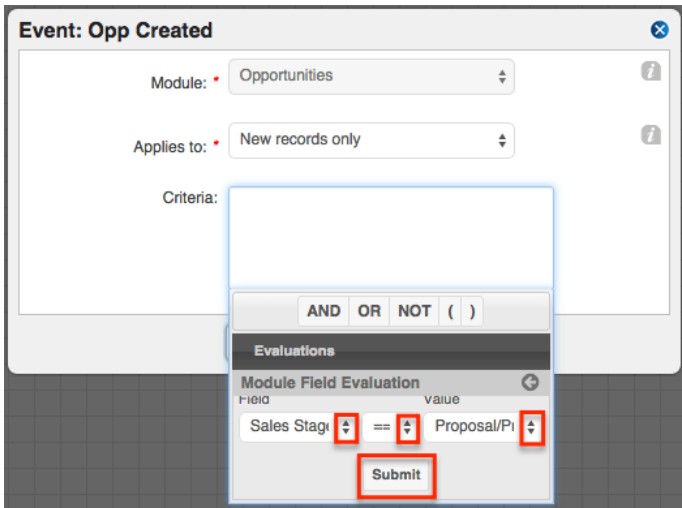 Event: Opp Created
Module: * Opportunities
Applies to: * New records only
Criteria:
AND OR NOT ( )
Evaluations
Module Field Evaluation
Field Value
Sales Stag == Proposal/P
Submit